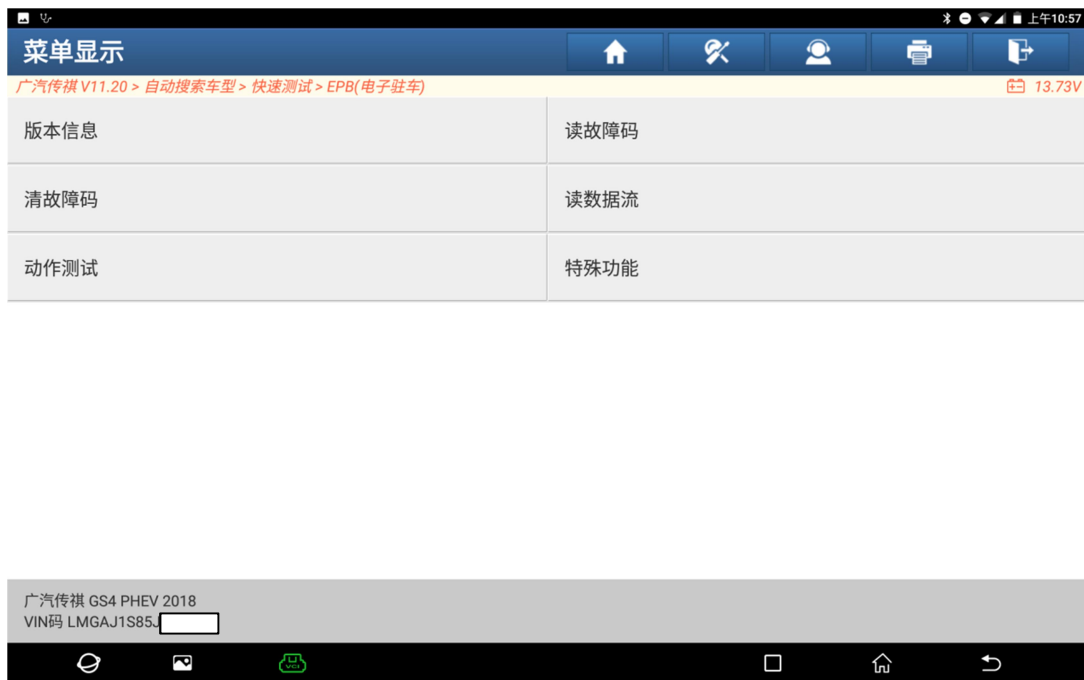 上午10:57
菜单显示
广汽传祺 V11.20 > 自动搜索车型 > 快速测试 > EPB(电子驻车)
13.73V
版本信息
读故障码
清故障码
读数据流
动作测试
特殊功能
广汽传祺 GS4 PHEV 2018
VIN码 LMGAJ1S85J
VCI